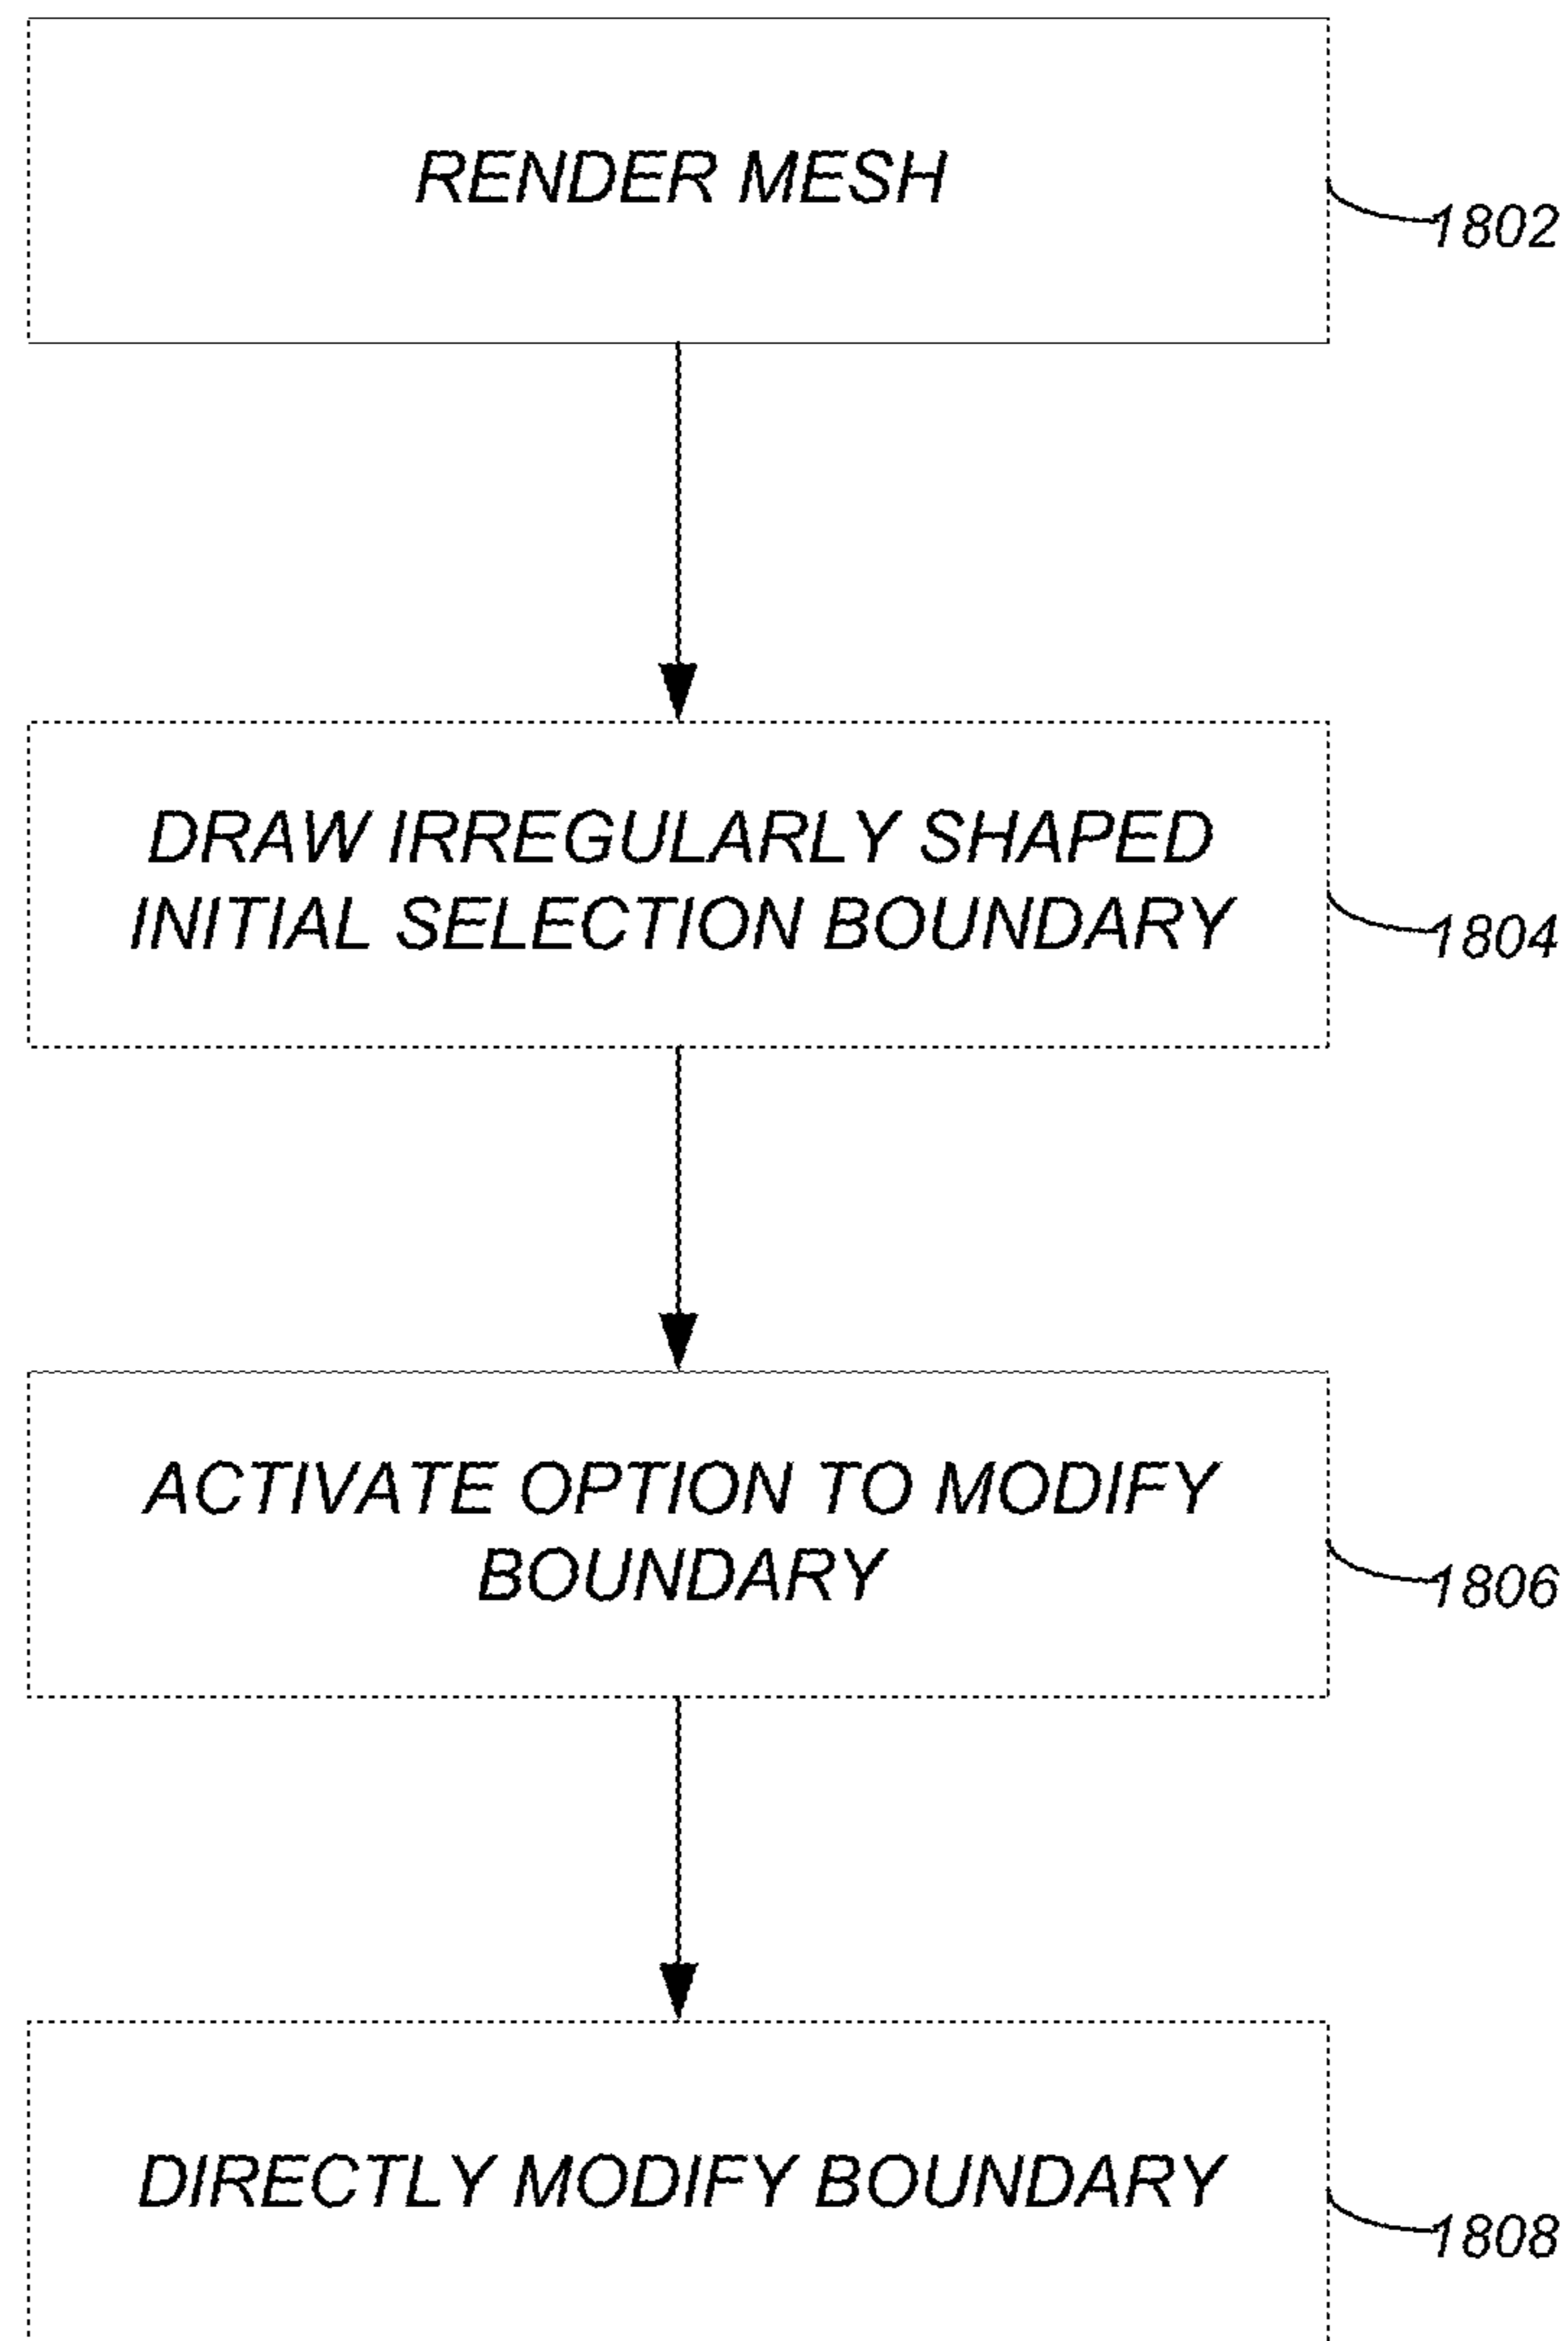 RENDER MESH
1802
DRAW IRREGULARLY SHAPED
INITIAL SELECTION BOUNDARY
1804
ACTIVATE OPTION TO MODIFY
BOUNDARY
1806
DIRECTLY MODIFY BOUNDARY
1808